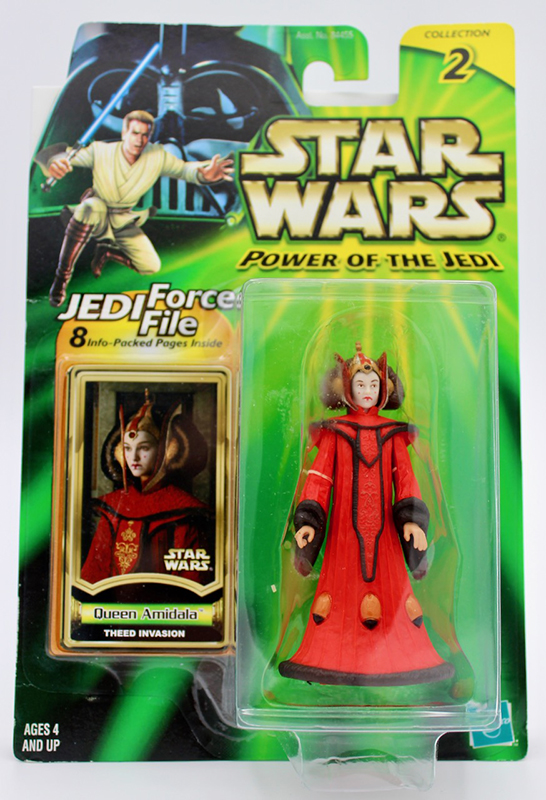 COLLECTION
2
STAR
WARS®
POWER OF THE JEDI
JEDI Force
File
8 Info-Packed Pages Inside
STAR
WARS
Queen Amidala™
THEED INVASION
AGES 4
AND UP